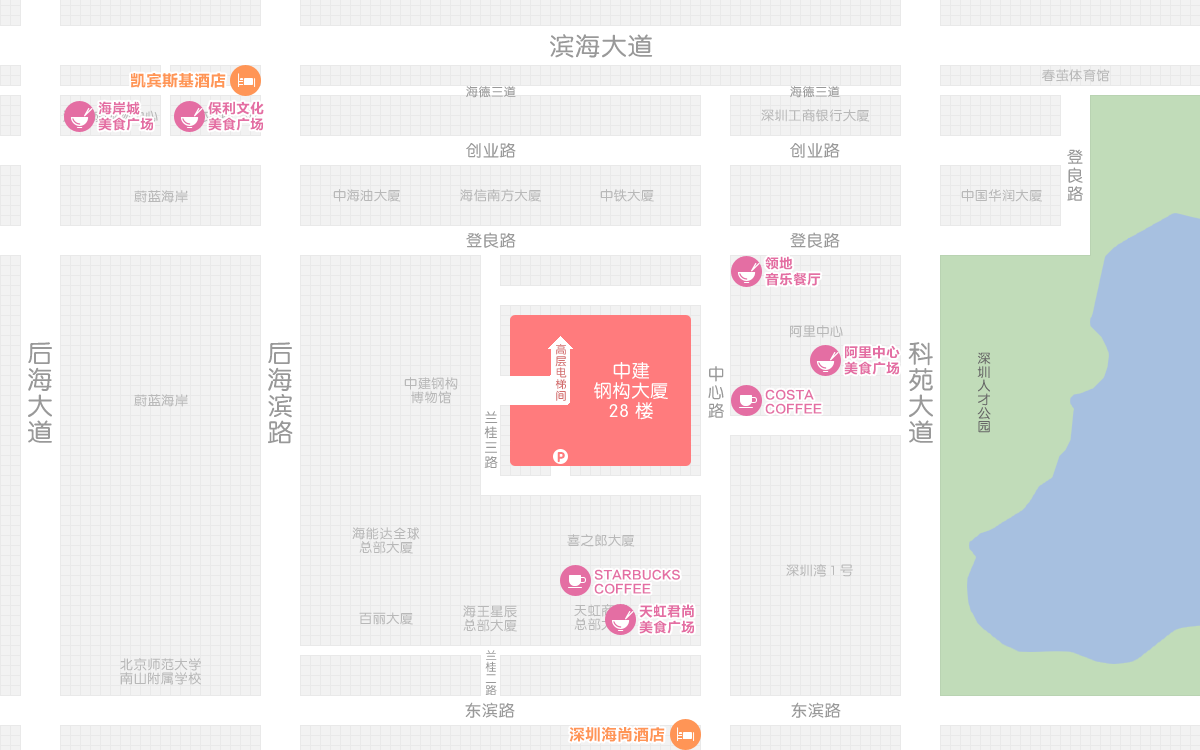 滨海大道
凯宾斯基酒店
春茧体育馆
海德三道
海德三道
海岸城
美食广场
保利文化
美食广场
深圳工商银行大厦
创业路
创业路
登良路
蔚蓝海岸
中海油大厦
海信南方大厦
中铁大厦
中国华润大厦
登良路
登良路
领地
音乐餐厅
阿里中心
阿里中心
美食广场
后海大道
后海滨路
高层电梯间
中建
钢构大厦
28 楼
中心路
科苑大道
深圳人才公园
蔚蓝海岸
中建钢构
博物馆
兰桂三路
COSTA
COFFEE
P
海能达全球
总部大厦
喜之郎大厦
深圳湾1号
STARBUCKS
COFFEE
百丽大厦
海王星辰
总部大厦
天虹
总部
天虹君尚
美食广场
北京师范大学
南山附属学校
兰桂二路
东滨路
东滨路
深圳海尚酒店